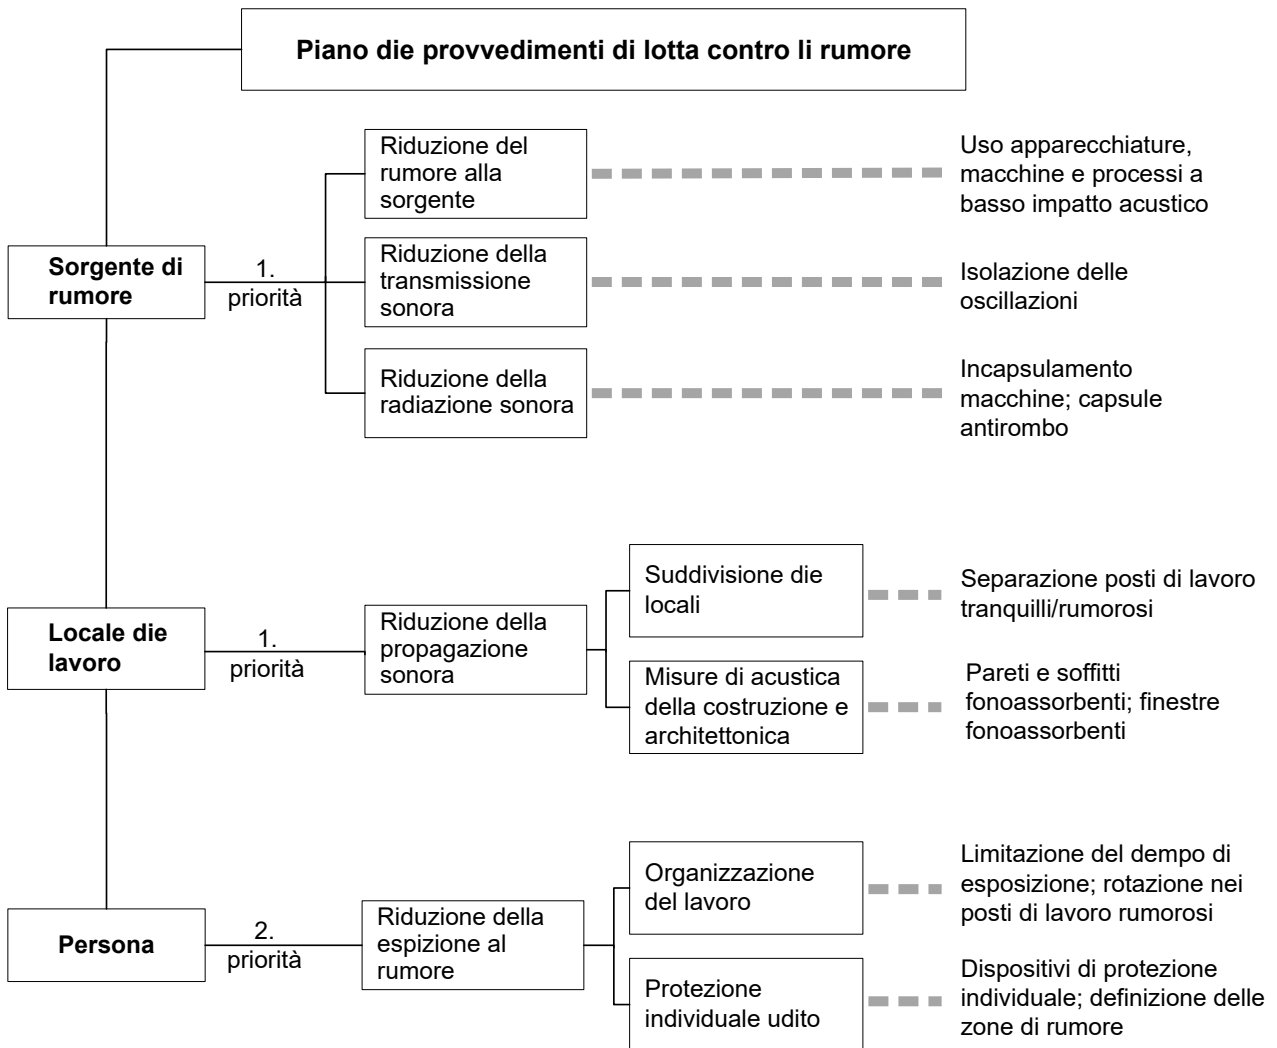 Piano die provvedimenti di lotta contro li rumore
Sorgente di
rumore
1.
priorità
Riduzione del
rumore alla
sorgente
Uso apparecchiature,
macchine e processi a
basso impatto acustico
Riduzione della
transmissione
sonora
Isolazione delle
oscillazioni
Riduzione della
radiazione sonora
Incapsulamento
macchine; capsule
antirombo
Locale die
lavoro
1.
priorità
Riduzione della
propagazione
sonora
Suddivisione die
locali
Separazione posti di lavoro
tranquilli/rumorosi
Misure di acustica
della costruzione e
architettonica
Pareti e soffitti
fonoassorbenti; finestre
fonoassorbenti
Persona
2.
priorità
Riduzione della
espizione al
rumore
Organizzazione
del lavoro
Limitazione del dempo di
esposizione; rotazione nei
posti di lavoro rumorosi
Protezione
individuale udito
Dispositivi di protezione
individuale; definizione delle
zone di rumore